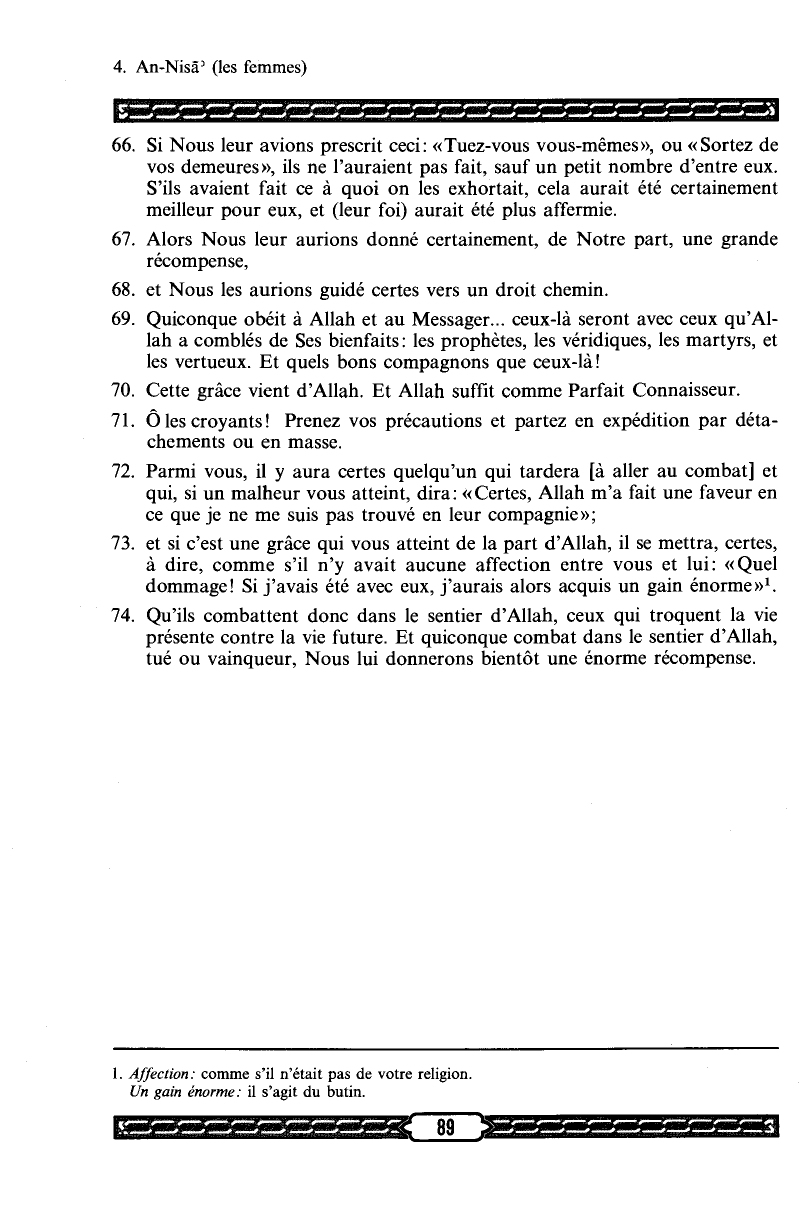 4. An-Nisāʾ (les femmes)
66. Si Nous leur avions prescrit ceci: «Tuez-vous vous-mêmes», ou «Sortez de
vos demeures», ils ne l'auraient pas fait, sauf un petit nombre d'entre eux.
S'ils avaient fait ce à quoi on les exhortait, cela aurait été certainement
meilleur pour eux, et (leur foi) aurait été plus affermie.
67. Alors Nous leur aurions donné certainement, de Notre part, une grande
récompense,
68. et Nous les aurions guidé certes vers un droit chemin.
69. Quiconque obéit à Allah et au Messager... ceux-là seront avec ceux qu'Al-
lah a comblés de Ses bienfaits: les prophètes, les véridiques, les martyrs, et
les vertueux. Et quels bons compagnons que ceux-là!
70. Cette grâce vient d'Allah. Et Allah suffit comme Parfait Connaisseur.
71. Ô les croyants! Prenez vos précautions et partez en expédition par déta-
chements ou en masse.
72. Parmi vous, il y aura certes quelqu'un qui tardera [à aller au combat] et
qui, si un malheur vous atteint, dira: «Certes, Allah m'a fait une faveur en
ce que je ne me suis pas trouvé en leur compagnie»;
73. et si c'est une grâce qui vous atteint de la part d'Allah, il se mettra, certes,
à dire, comme s'il n'y avait aucune affection entre vous et lui: «Quel
dommage! Si j'avais été avec eux, j'aurais alors acquis un gain énorme»¹.
74. Qu'ils combattent donc dans le sentier d'Allah, ceux qui troquent la vie
présente contre la vie future. Et quiconque combat dans le sentier d'Allah,
tué ou vainqueur, Nous lui donnerons bientôt une énorme récompense.
1. Affection: comme s'il n'était pas de votre religion.
Un gain énorme: il s'agit du butin.
89